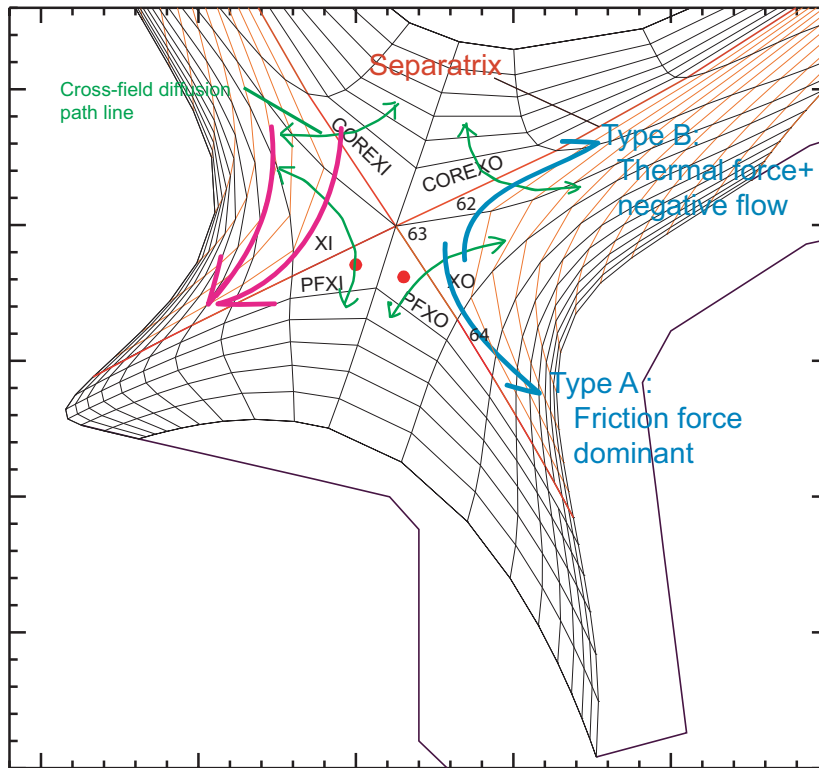 Separatrix
Cross-field diffusion
path line
COREXI
COREXO
Type B:
Thermal force+
negative flow
62
63
XI
XO
PFXI
PFXO
64
Type A :
Friction force
dominant